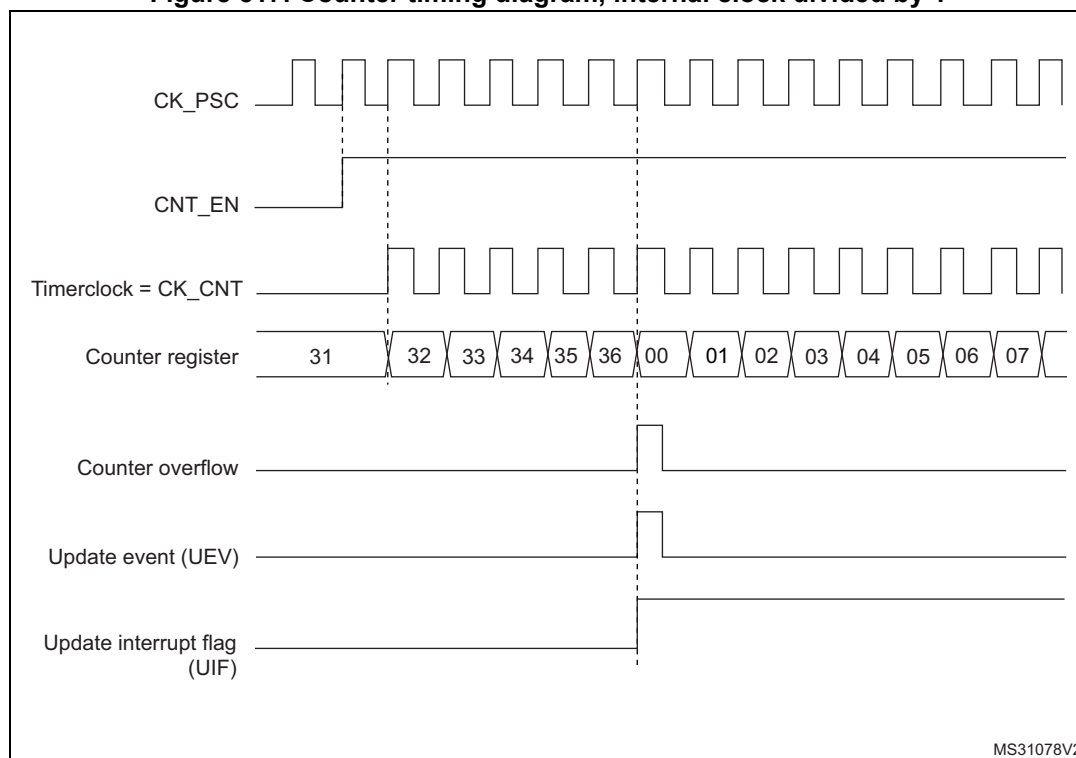 CK_PSC
CNT_EN
Timerclock = CK_CNT
Counter register 31 32 33 34 35 36 00 01 02 03 04 05 06 07
Counter overflow
Update event (UEV)
Update interrupt flag
(UIF)
MS31078V2